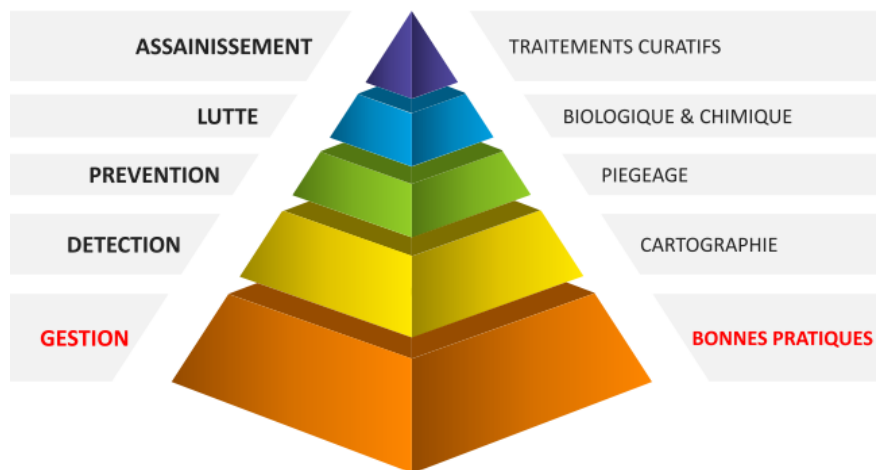 ASSAINISSEMENT
TRAITEMENTS CURATIFS
LUTTE
BIOLOGIQUE & CHIMIQUE
PREVENTION
PIEGEAGE
DETECTION
CARTOGRAPHIE
GESTION
BONNES PRATIQUES